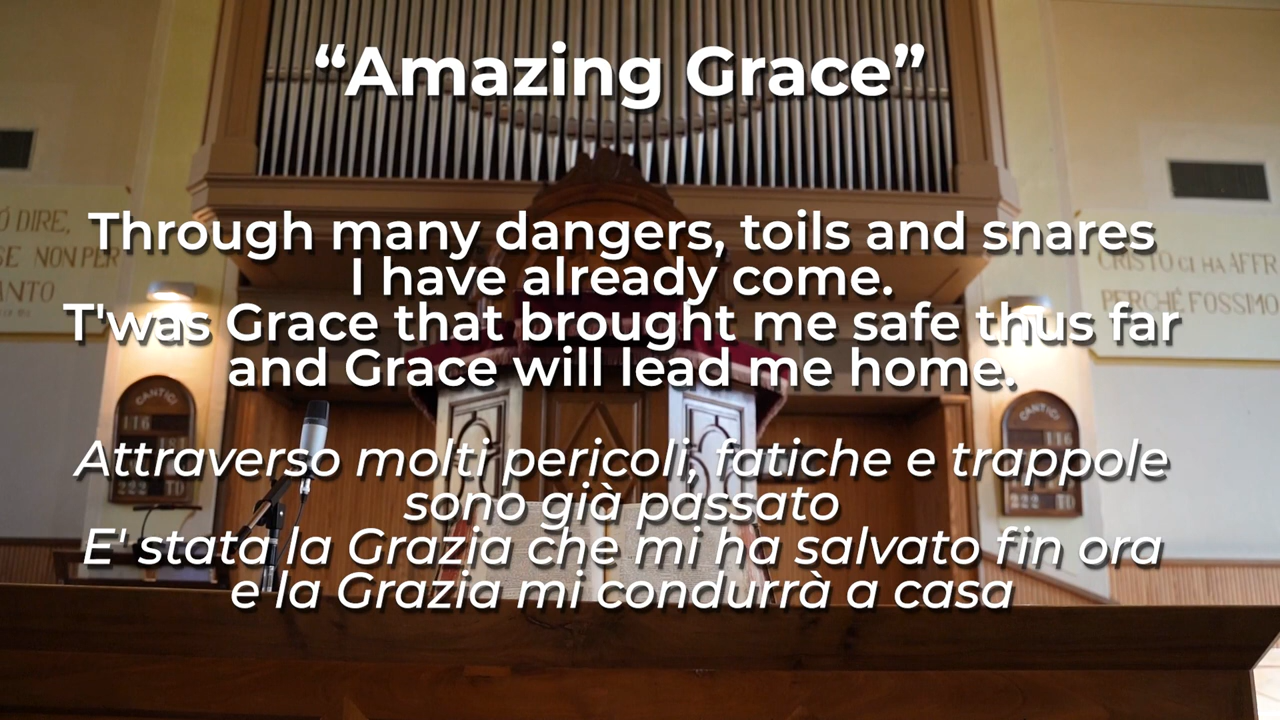 “Amazing Grace”
Through many dangers, toils and snares
I have already come.
T'was Grace that brought me safe thus far
and Grace will lead me home.
Attraverso molti pericoli, fatiche e trappole
sono già passato
E' stata la Grazia che mi ha salvato fin ora
e la Grazia mi condurrà a casa
DIRE,
SE NON PER
CRISTO CI HA AFFR
PERCHÉ FOSSIMO
CANTICI
116
222 TD
CANTICI
116
222 TD